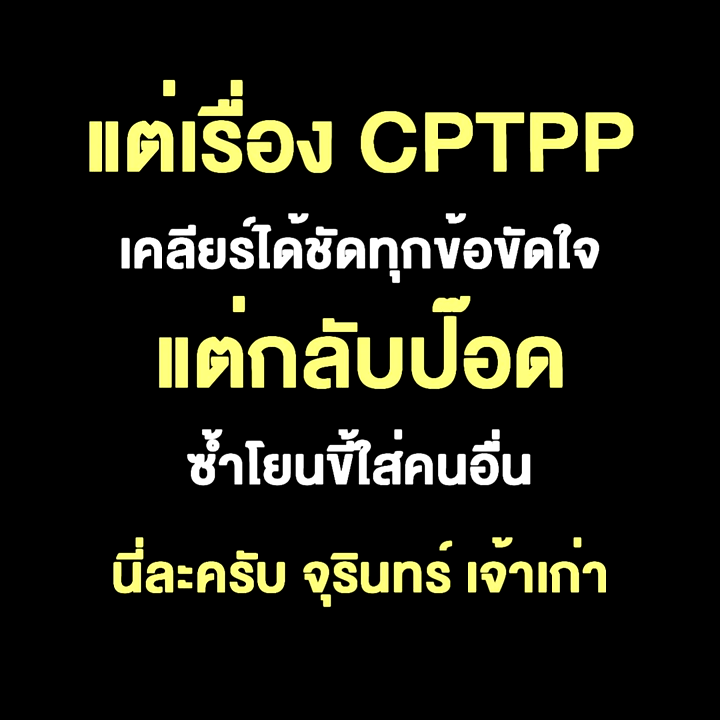 แต่เรื่อง CPTPP
เคลียร์ได้ชัดทุกข้อขัดใจ
แต่กลับป๊อด
ซ้ำโยนขี้ใส่คนอื่น
นี่ละครับ จุรินทร์ เจ้าเก่า